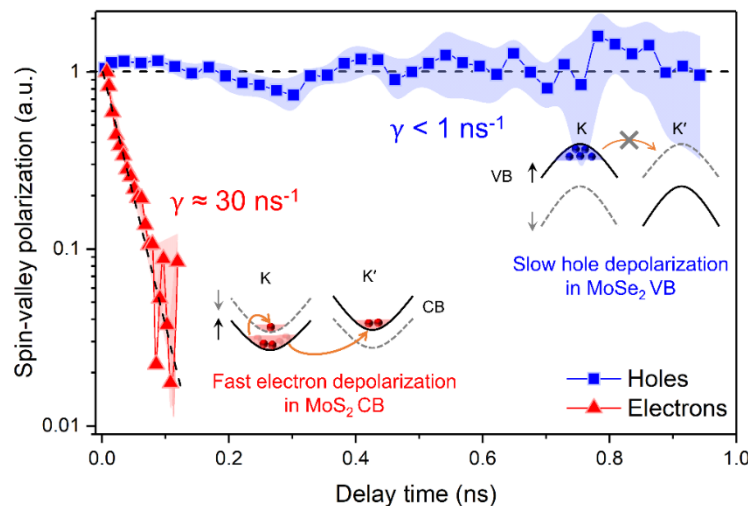 Spin-valley polarization (a.u.)
1
0.1
0.01
γ < 1 ns⁻¹
γ ≈ 30 ns⁻¹
K
K′
VB
Slow hole depolarization
in MoSe₂ VB
K
K′
CB
Fast electron depolarization
in MoS₂ CB
Holes
Electrons
0.0
0.2
0.4
0.6
0.8
1.0
Delay time (ns)